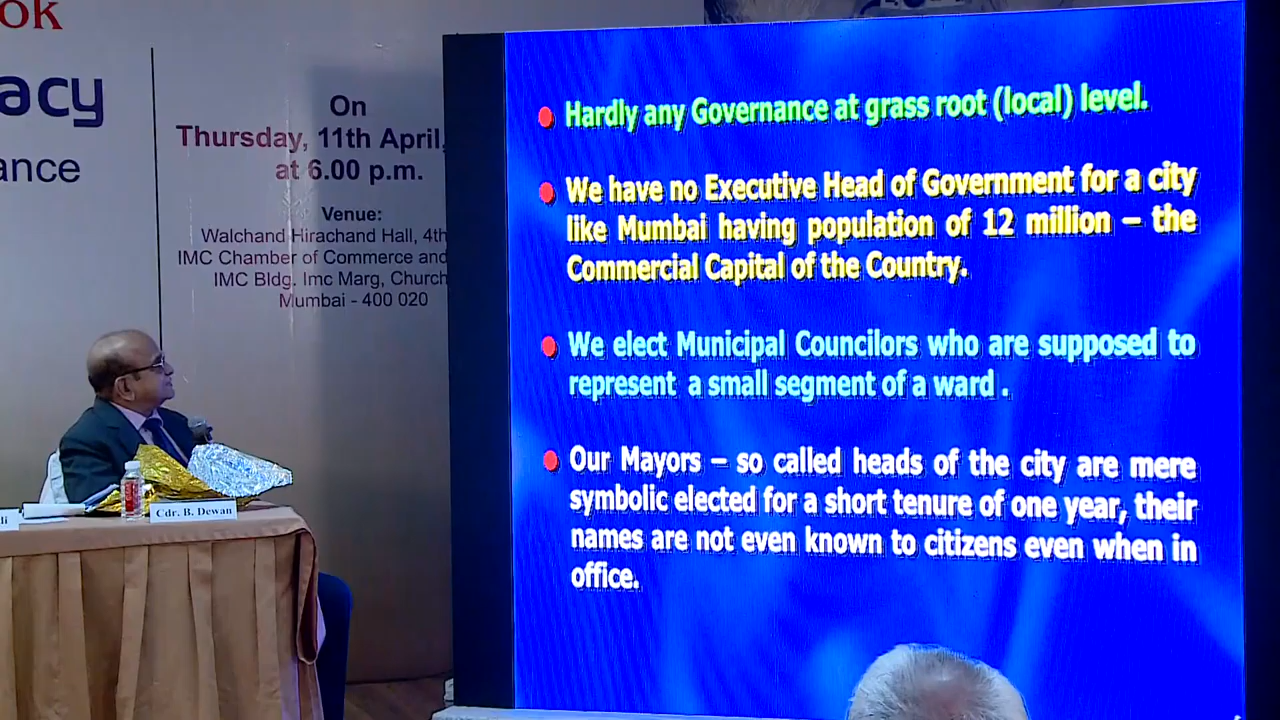 ok
acy
ance
On
Thursday, 11th April,
at 6.00 p.m.
Venue:
Walchand Hirachand Hall, 4th
IMC Chamber of Commerce and
IMC Bldg. Imc Marg, Church
Mumbai - 400 020
Cdr. B. Dewan
li
Hardly any Governance at grass root (local) level.
We have no Executive Head of Government for a city
like Mumbai having population of 12 million – the
Commercial Capital of the Country.
We elect Municipal Councilors who are supposed to
represent a small segment of a ward .
Our Mayors – so called heads of the city are mere
symbolic elected for a short tenure of one year, their
names are not even known to citizens even when in
office.